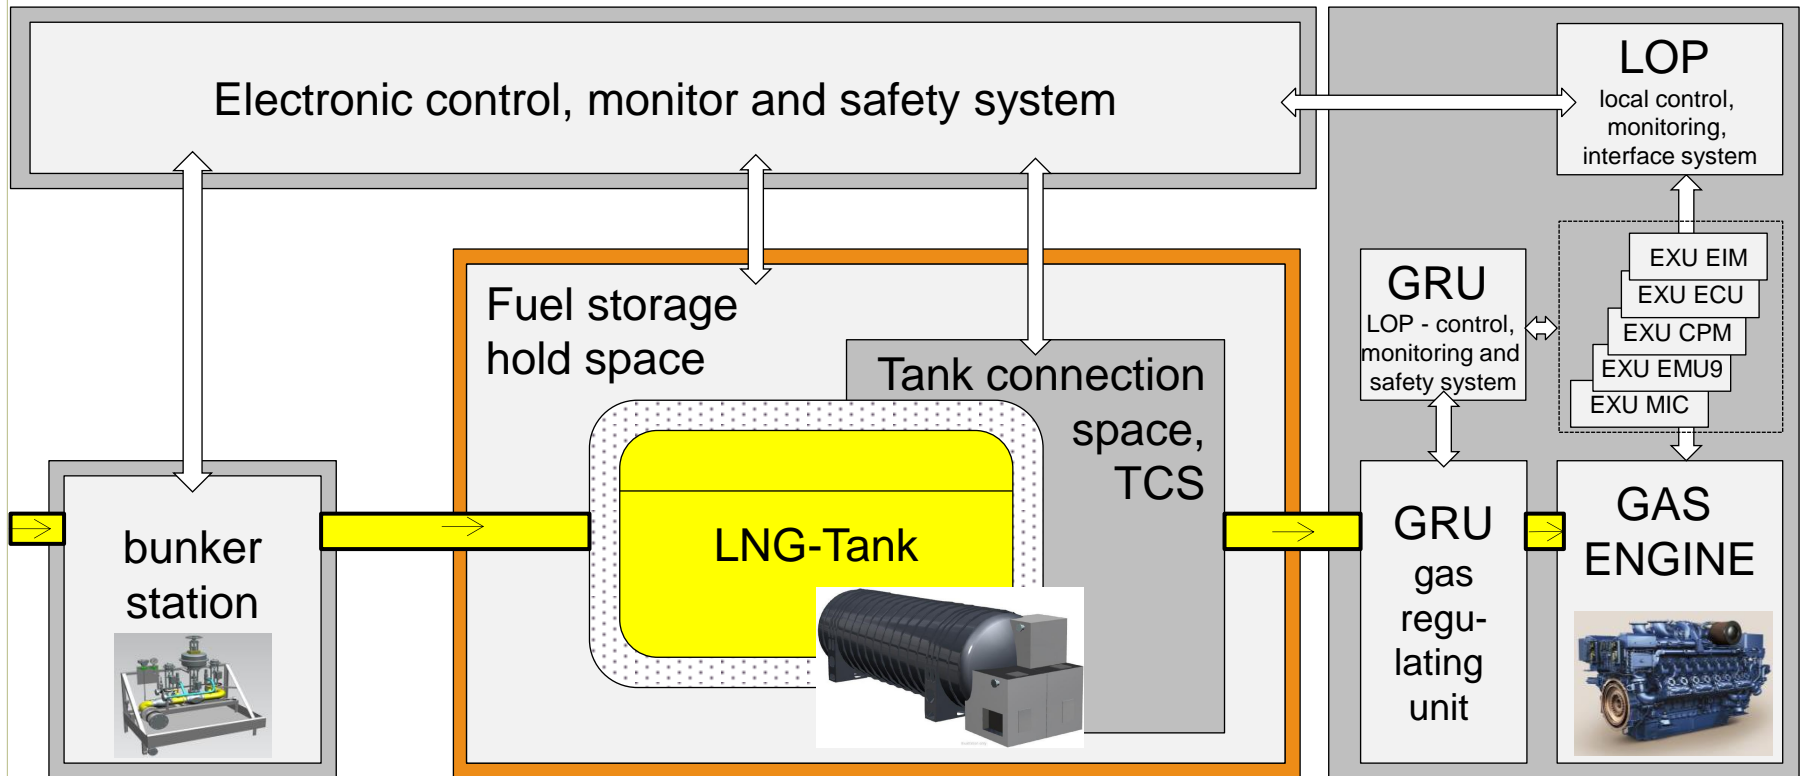 Electronic control, monitor and safety system
LOP
local control,
monitoring,
interface system
EXU EIM
EXU ECU
EXU CPM
EXU EMU9
EXU MIC
GRU
LOP - control,
monitoring and
safety system
Fuel storage
hold space
Tank connection
space,
TCS
LNG-Tank
bunker
station
GRU
gas
regu-
lating
unit
GAS
ENGINE